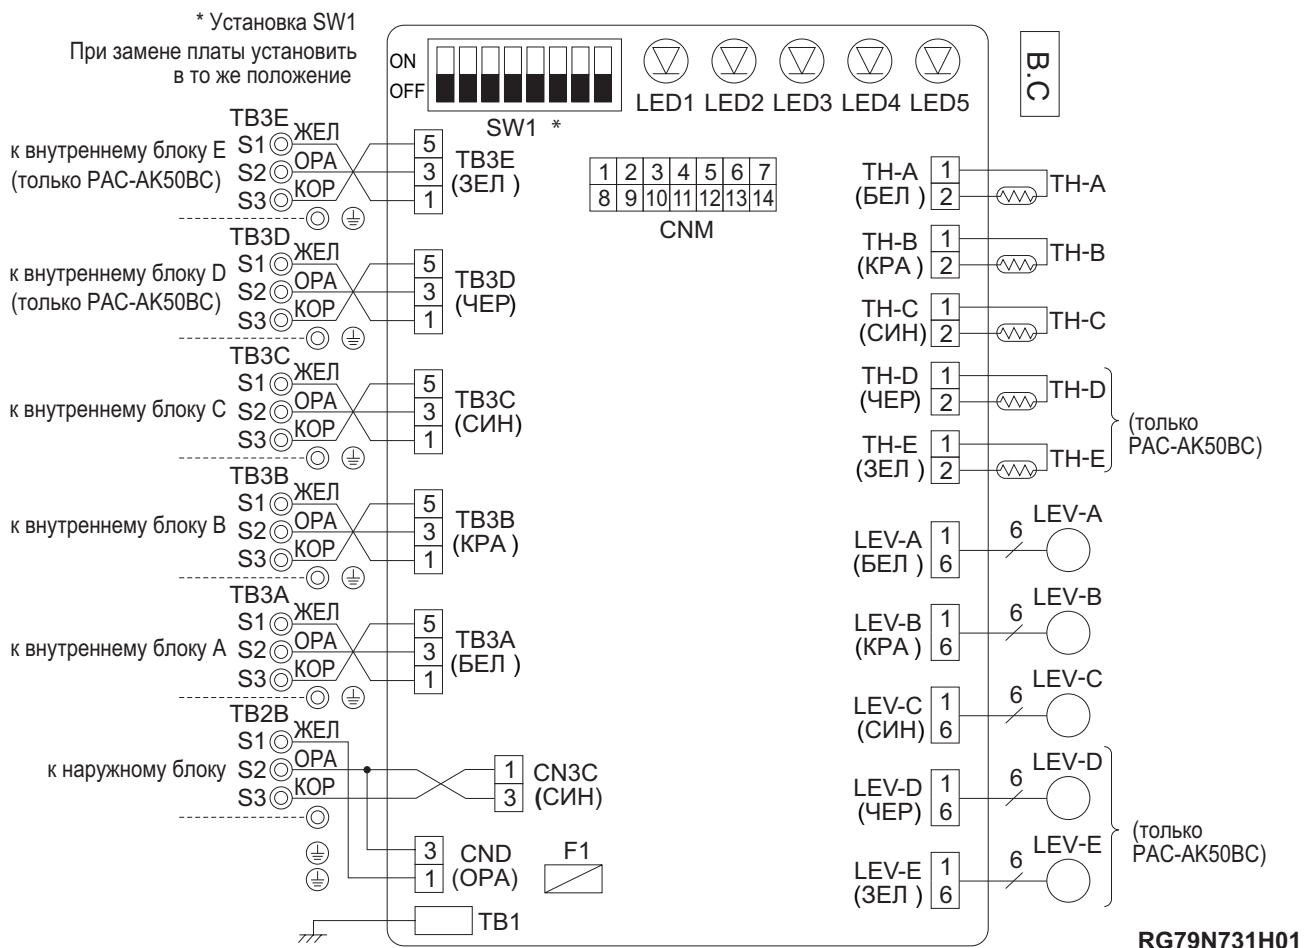 * Установка SW1
При замене платы установить
в то же положение
ON
OFF
SW1 *
LED1 LED2 LED3 LED4 LED5
B.C
1 2 3 4 5 6 7
8 9 10 11 12 13 14
CNM
TB3E
к внутреннему блоку E
(только PAC-AK50BC)
S1 ЖЕЛ
S2 ОРА
S3 КОР
5
3
1
TB3E
(ЗЕЛ )
TB3D
к внутреннему блоку D
(только PAC-AK50BC)
S1 ЖЕЛ
S2 ОРА
S3 КОР
5
3
1
TB3D
(ЧЕР)
TB3C
к внутреннему блоку C
S1 ЖЕЛ
S2 ОРА
S3 КОР
5
3
1
TB3C
(СИН)
TB3B
к внутреннему блоку B
S1 ЖЕЛ
S2 ОРА
S3 КОР
5
3
1
TB3B
(КРА )
TB3A
к внутреннему блоку A
S1 ЖЕЛ
S2 ОРА
S3 КОР
5
3
1
TB3A
(БЕЛ )
TB2B
к наружному блоку
S1 ЖЕЛ
S2 ОРА
S3 КОР
1
3
CN3C
(СИН)
3
1
CND
(ОРА)
F1
TB1
TH-A
(БЕЛ )
1
2
TH-A
TH-B
(КРА )
1
2
TH-B
TH-C
(СИН)
1
2
TH-C
TH-D
(ЧЕР)
1
2
TH-D
TH-E
(ЗЕЛ )
1
2
TH-E
(только
PAC-AK50BC)
LEV-A
(БЕЛ )
1
6
6
LEV-A
LEV-B
(КРА )
1
6
6
LEV-B
LEV-C
(СИН)
1
6
6
LEV-C
LEV-D
(ЧЕР)
1
6
6
LEV-D
LEV-E
(ЗЕЛ )
1
6
6
LEV-E
(только
PAC-AK50BC)
RG79N731H01